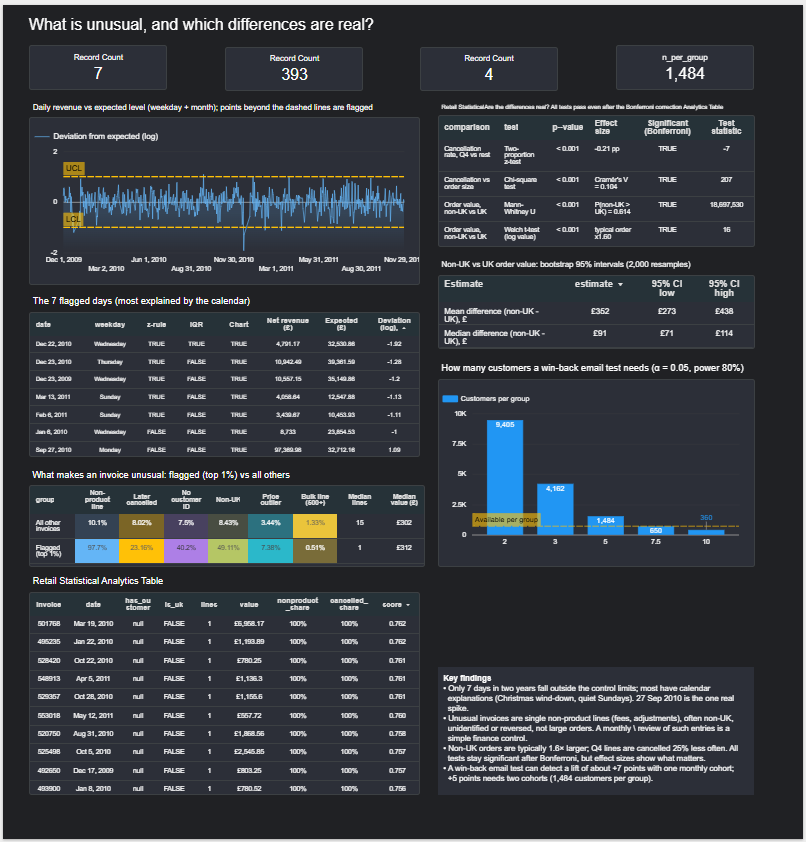 What is unusual, and which differences are real?
Record Count
7
Record Count
393
Record Count
4
n_per_group
1,484
Daily revenue vs expected level (weekday + month); points beyond the dashed lines are flagged
Deviation from expected (log)
2
UCL
0
LCL
-2
Dec 1, 2009
Mar 2, 2010
Jun 1, 2010
Aug 31, 2010
Nov 30, 2010
Mar 1, 2011
May 31, 2011
Aug 30, 2011
Nov 29, 201
The 7 flagged days (most explained by the calendar)
date weekday z-rule IQR Chart Net revenue (£) Expected (£) Deviation (log),
Dec 22, 2010 Wednesday TRUE TRUE TRUE 4,791.17 32,530.66 -1.92
Dec 23, 2010 Thursday TRUE FALSE TRUE 10,942.49 39,361.59 -1.28
Dec 23, 2009 Wednesday TRUE FALSE TRUE 10,557.15 35,149.86 -1.2
Mar 13, 2011 Sunday TRUE FALSE TRUE 4,056.64 12,547.88 -1.13
Feb 6, 2011 Sunday TRUE FALSE TRUE 3,439.67 10,453.93 -1.11
Jan 6, 2010 Wednesday FALSE FALSE TRUE 8,733 23,854.53 -1
Sep 27, 2010 Monday FALSE FALSE TRUE 97,369.98 32,712.16 1.09
What makes an invoice unusual: flagged (top 1%) vs all others
group Non-product line Later cancelled No customer ID Non-UK Price outlier Bulk line (500+) Median lines Median value (£)
All other invoices 10.1% 8.02% 7.5% 8.43% 3.44% 1.33% 15 £302
Flagged (top 1%) 97.7% 23.16% 40.2% 49.11% 7.38% 0.51% 1 £312
Retail Statistical Analytics Table
invoice date has_customer is_uk lines value nonproduct_share cancelled_share score
501768 Mar 19, 2010 null FALSE 1 £6,958.17 100% 100% 0.762
495235 Jan 22, 2010 null FALSE 1 £1,193.89 100% 100% 0.762
528420 Oct 22, 2010 null FALSE 1 £780.25 100% 100% 0.761
548913 Apr 5, 2011 null FALSE 1 £1,136.3 100% 100% 0.761
529357 Oct 28, 2010 null FALSE 1 £1,155.6 100% 100% 0.761
553018 May 12, 2011 null FALSE 1 £557.72 100% 100% 0.760
520750 Aug 31, 2010 null FALSE 1 £1,868.56 100% 100% 0.758
525498 Oct 5, 2010 null FALSE 1 £2,545.85 100% 100% 0.757
492650 Dec 17, 2009 null FALSE 1 £803.25 100% 100% 0.757
493900 Jan 8, 2010 null FALSE 1 £780.52 100% 100% 0.756
Retail StatisticalAre the differences real? All tests pass even after the Bonferroni correction Analytics Table
comparison test p-value Effect size Significant (Bonferroni) Test statistic
Cancellation rate, Q4 vs rest Two-proportion z-test < 0.001 -0.21 pp TRUE -7
Cancellation vs order size Chi-square test < 0.001 Cramér's V = 0.104 TRUE 207
Order value, non-UK vs UK Mann-Whitney U < 0.001 P(non-UK > UK) = 0.614 TRUE 18,697,530
Order value, non-UK vs UK Welch t-test (log value) < 0.001 typical order x1.60 TRUE 16
Non-UK vs UK order value: bootstrap 95% intervals (2,000 resamples)
Estimate estimate 95% CI low 95% CI high
Mean difference (non-UK - UK), £ £352 £273 £438
Median difference (non-UK - UK), £ £91 £71 £114
How many customers a win-back email test needs (α = 0.05, power 80%)
Customers per group
10K
7.5K
5K
2.5K
0
9,405
4,162
1,484
650
360
Available per group
2 3 5 7.5 10
Key findings
• Only 7 days in two years fall outside the control limits; most have calendar
explanations (Christmas wind-down, quiet Sundays). 27 Sep 2010 is the one real
spike.
• Unusual invoices are single non-product lines (fees, adjustments), often non-UK,
unidentified or reversed, not large orders. A monthly \ review of such entries is a
simple finance control.
• Non-UK orders are typically 1.6× larger; Q4 lines are cancelled 25% less often. All
tests stay significant after Bonferroni, but effect sizes show what matters.
• A win-back email test can detect a lift of about +7 points with one monthly cohort;
+5 points needs two cohorts (1,484 customers per group).